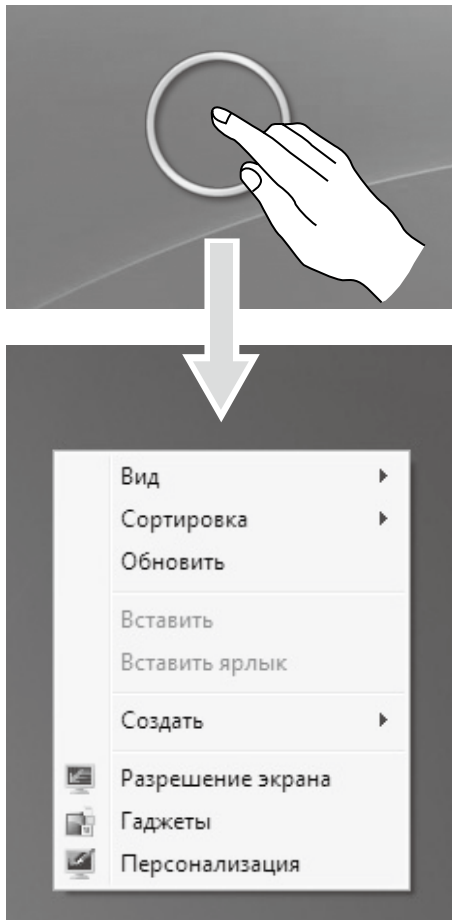 Вид
Сортировка
Обновить
Вставить
Вставить ярлык
Создать
Разрешение экрана
Гаджеты
Персонализация